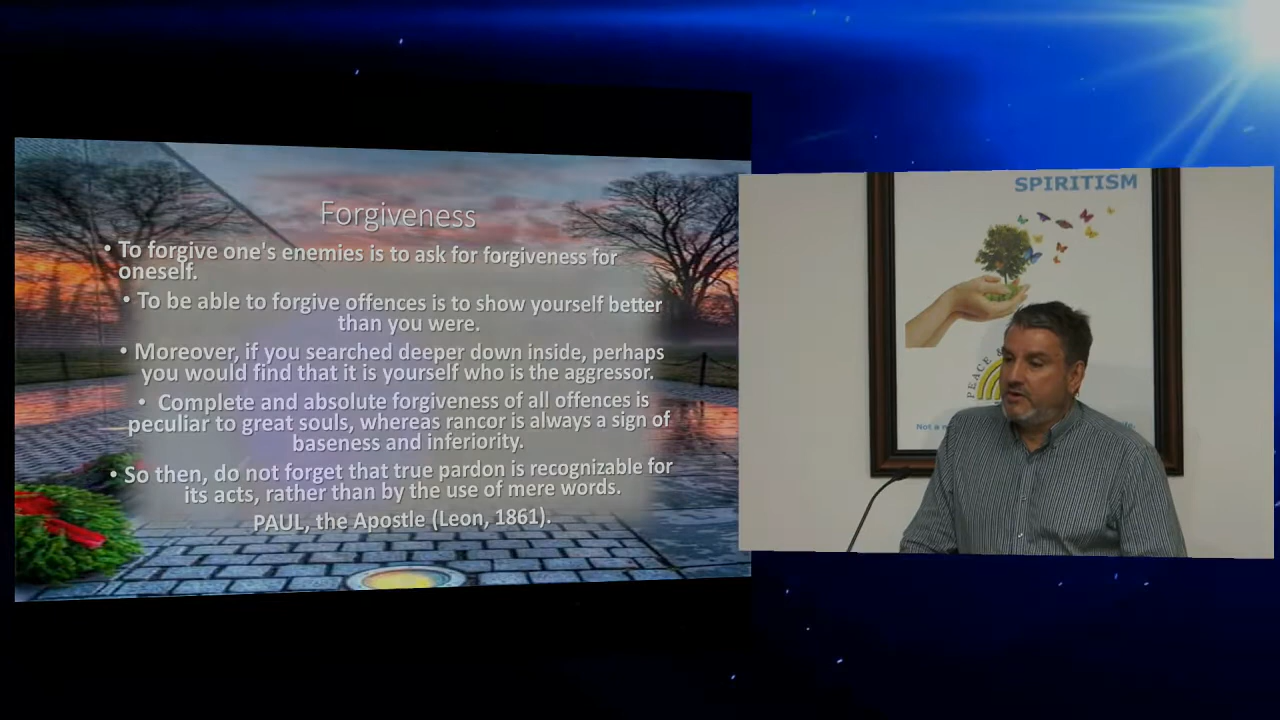 Forgiveness
• To forgive one's enemies is to ask for forgiveness for
oneself.
• To be able to forgive offences is to show yourself better
than you were.
• Moreover, if you searched deeper down inside, perhaps
you would find that it is yourself who is the aggressor.
• Complete and absolute forgiveness of all offences is
peculiar to great souls, whereas rancor is always a sign of
baseness and inferiority.
• So then, do not forget that true pardon is recognizable for
its acts, rather than by the use of mere words.
PAUL, the Apostle (Leon, 1861).
SPIRITISM
PEACE &
Not a